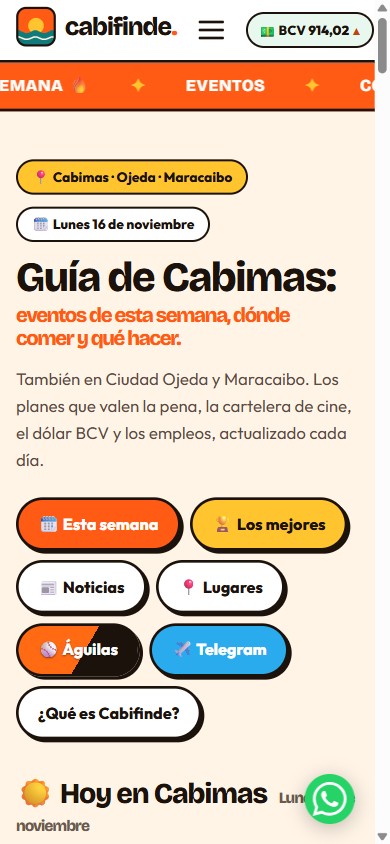 cabifinde.
BCV 914,02 ▲
EMANA
EVENTOS
Cabimas · Ojeda · Maracaibo
Lunes 16 de noviembre
Guía de Cabimas:
eventos de esta semana, dónde
comer y qué hacer.
También en Ciudad Ojeda y Maracaibo. Los
planes que valen la pena, la cartelera de cine,
el dólar BCV y los empleos, actualizado cada
día.
Esta semana
Los mejores
Noticias
Lugares
Águilas
Telegram
¿Qué es Cabifinde?
Hoy en Cabimas
noviembre